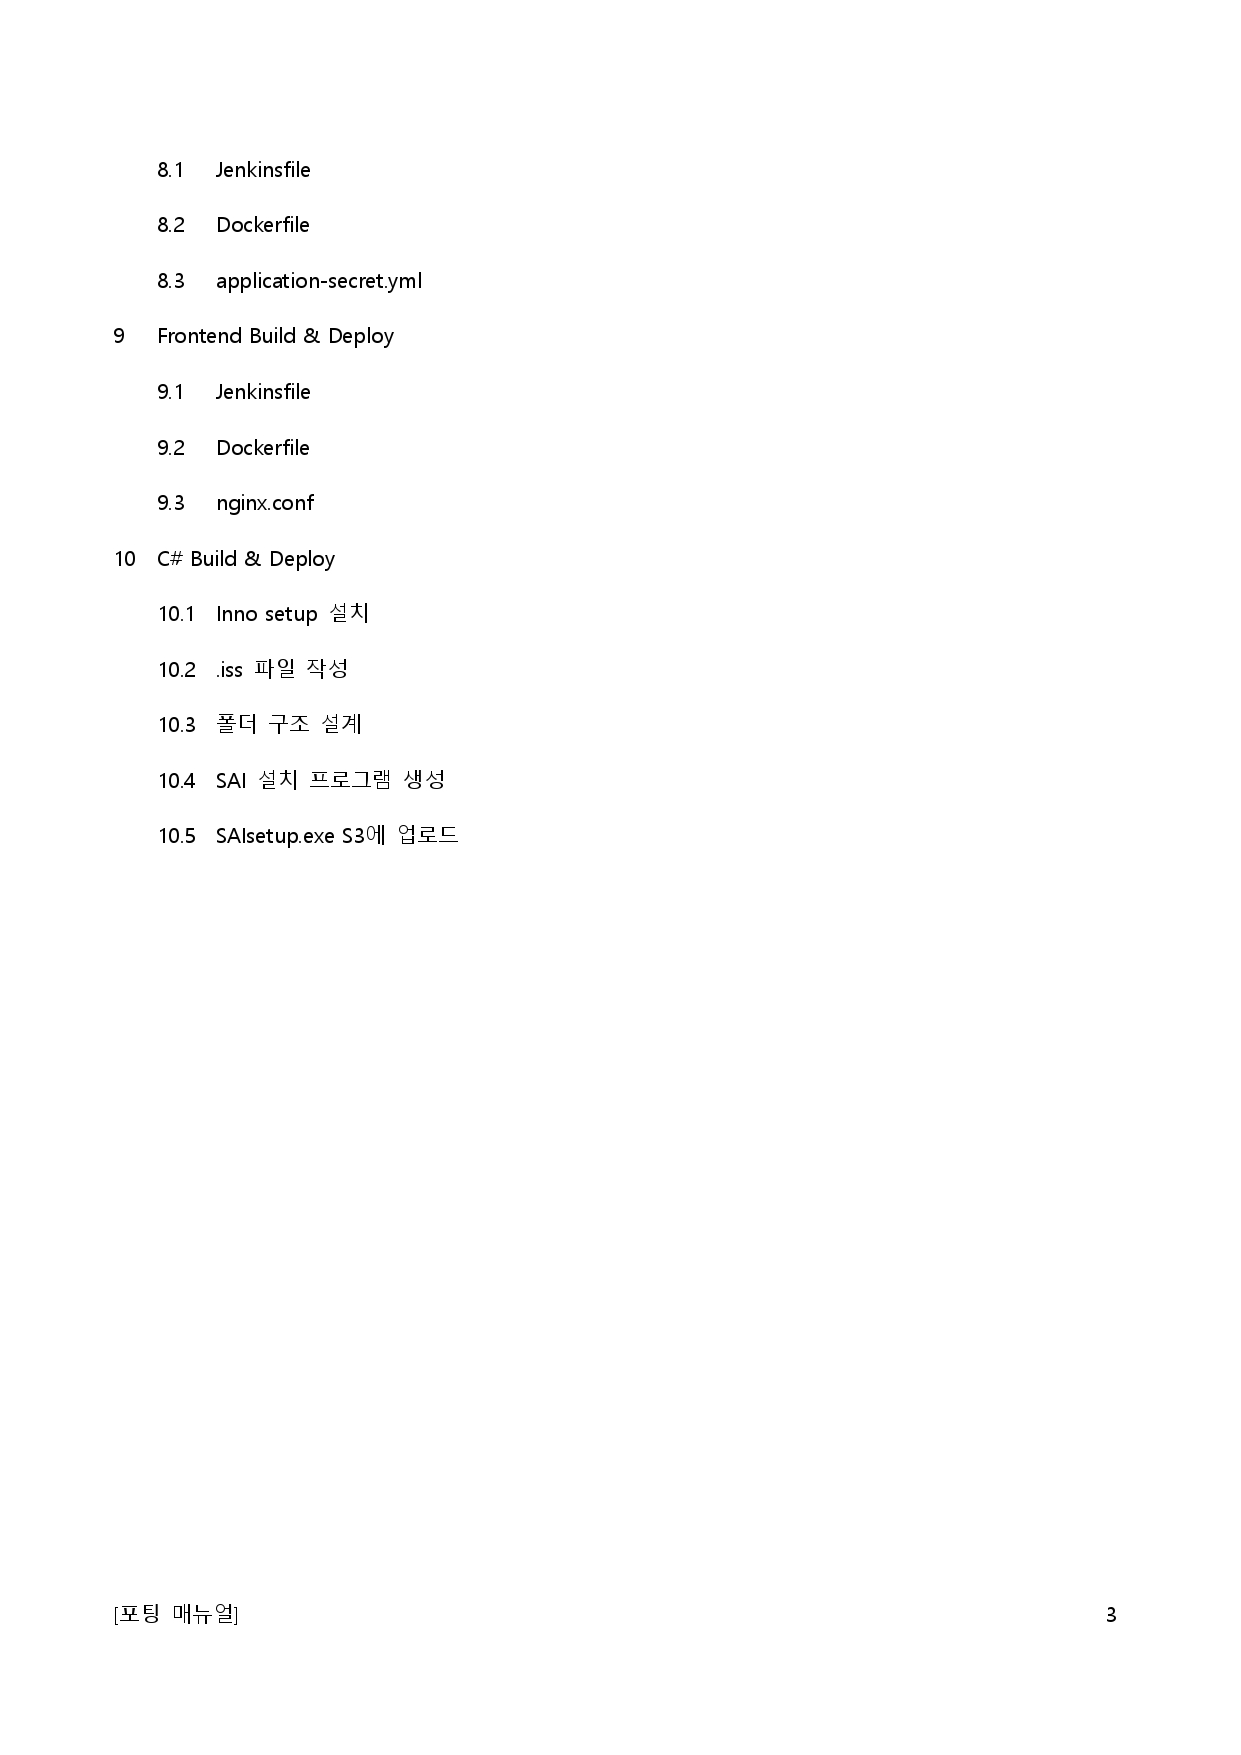 8.1 Jenkinsfile
8.2 Dockerfile
8.3 application-secret.yml
9 Frontend Build & Deploy
9.1 Jenkinsfile
9.2 Dockerfile
9.3 nginx.conf
10 C# Build & Deploy
10.1 Inno setup 설치
10.2 .iss 파일 작성
10.3 폴더 구조 설계
10.4 SAI 설치 프로그램 생성
10.5 SAIsetup.exe S3에 업로드
[포팅 매뉴얼] 3